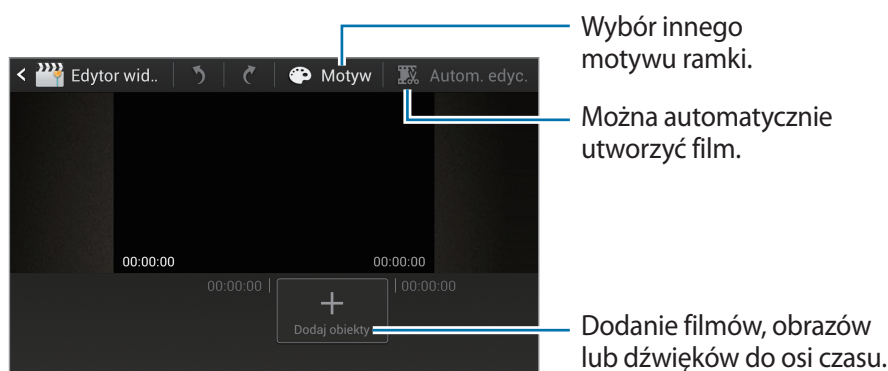 Wybór innego
motywu ramki.
Edytor wid.. Motyw Autom. edyc.
Można automatycznie
utworzyć film.
00:00:00 00:00:00
00:00:00 00:00:00
Dodaj obiekty
Dodanie filmów, obrazów
lub dźwięków do osi czasu.